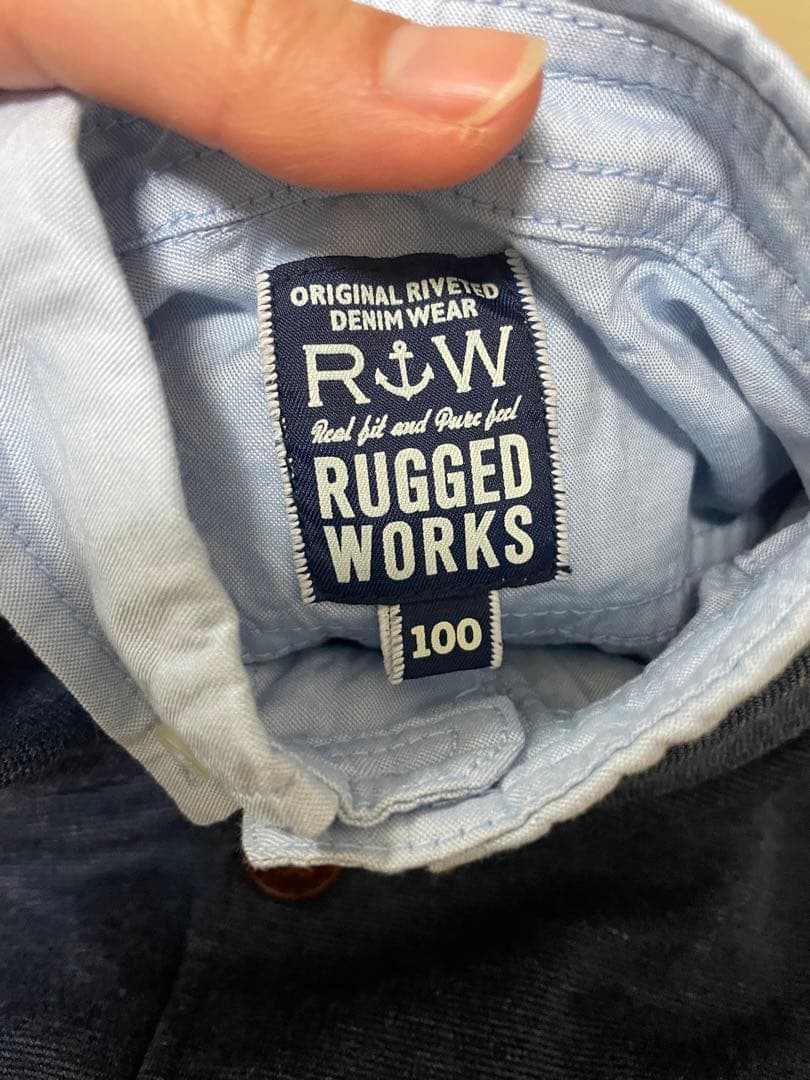 ORIGINAL RIVETED
DENIM WEAR
R W
Real fit and Pure feel
RUGGED
WORKS
100